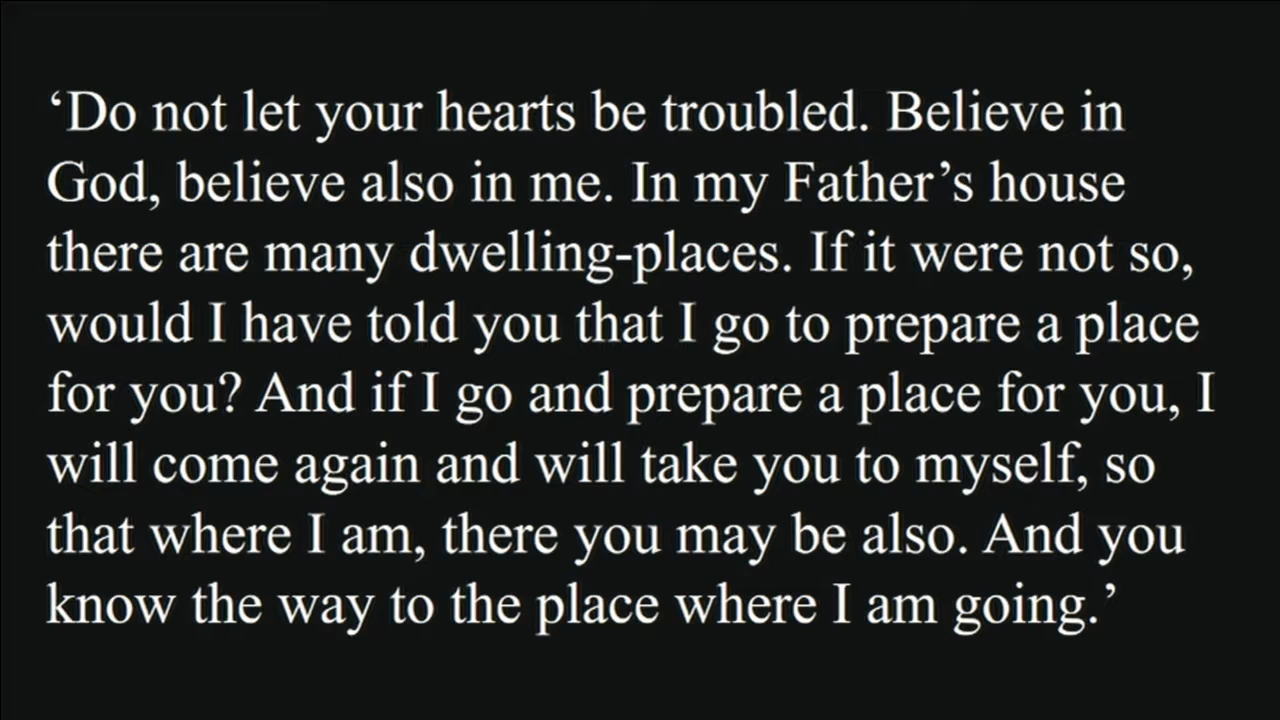 ‘Do not let your hearts be troubled. Believe in
God, believe also in me. In my Father’s house
there are many dwelling-places. If it were not so,
would I have told you that I go to prepare a place
for you? And if I go and prepare a place for you, I
will come again and will take you to myself, so
that where I am, there you may be also. And you
know the way to the place where I am going.’